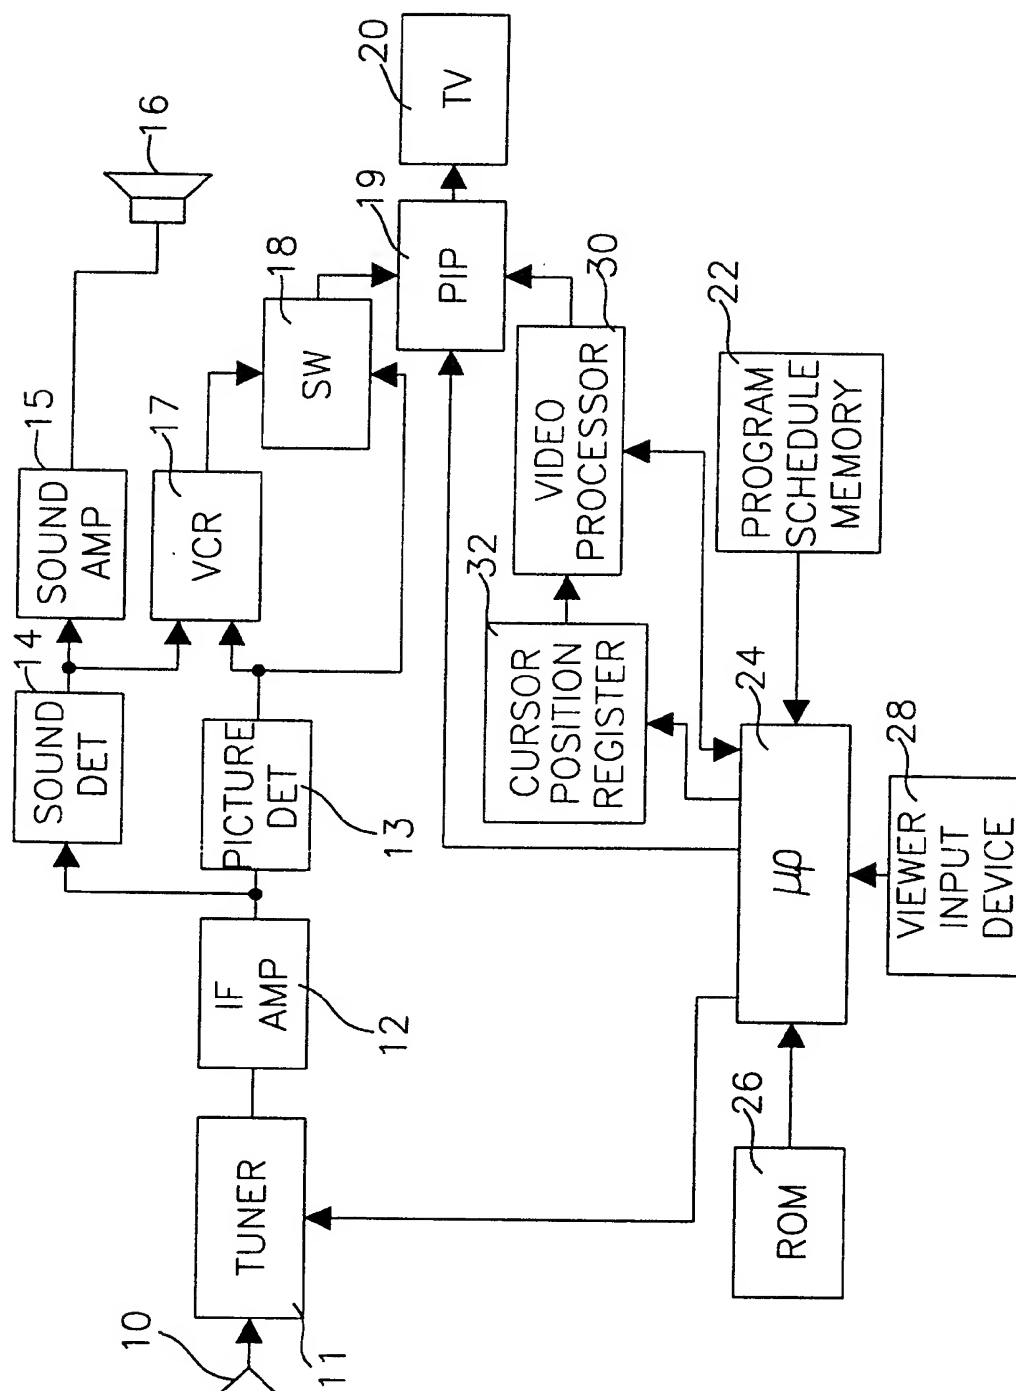 10
11
TUNER
IF
AMP
12
PICTURE
DET
13
14
SOUND
DET
15
SOUND
AMP
16
17
VCR
18
SW
19
PIP
20
TV
32
CURSOR
POSITION
REGISTER
VIDEO
PROCESSOR
30
22
PROGRAM
SCHEDULE
MEMORY
24
μp
26
ROM
28
VIEWER
INPUT
DEVICE